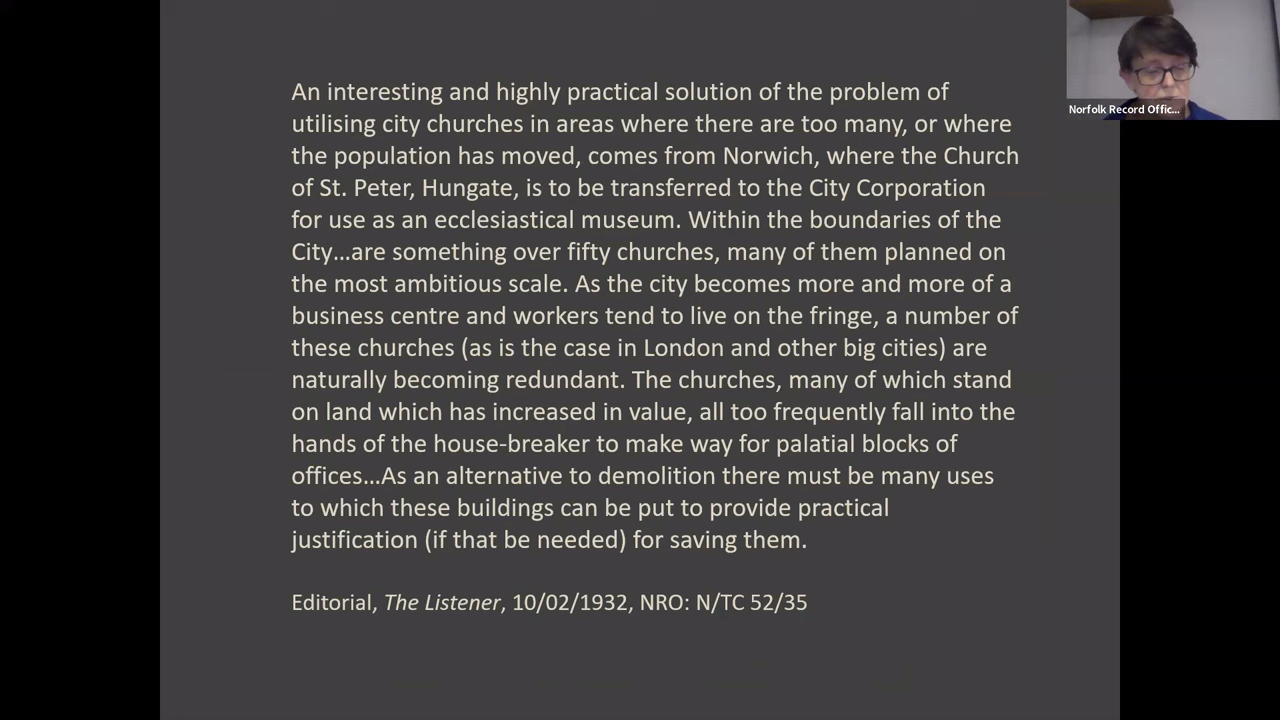 An interesting and highly practical solution of the problem of
utilising city churches in areas where there are too many, or where
the population has moved, comes from Norwich, where the Church
of St. Peter, Hungate, is to be transferred to the City Corporation
for use as an ecclesiastical museum. Within the boundaries of the
City...are something over fifty churches, many of them planned on
the most ambitious scale. As the city becomes more and more of a
business centre and workers tend to live on the fringe, a number of
these churches (as is the case in London and other big cities) are
naturally becoming redundant. The churches, many of which stand
on land which has increased in value, all too frequently fall into the
hands of the house-breaker to make way for palatial blocks of
offices...As an alternative to demolition there must be many uses
to which these buildings can be put to provide practical
justification (if that be needed) for saving them.
Editorial, The Listener, 10/02/1932, NRO: N/TC 52/35
Norfolk Record Offic...